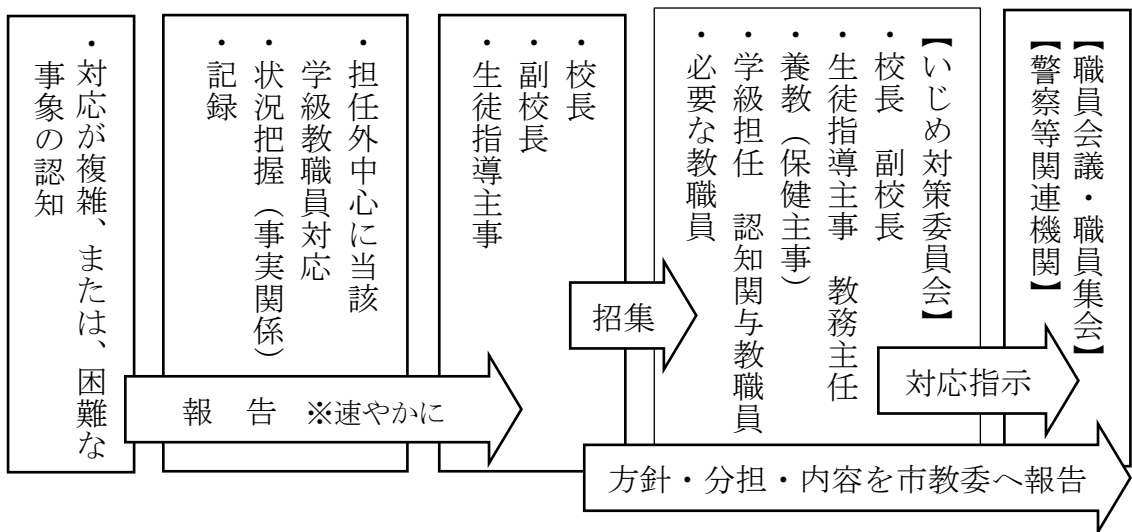 ・対応が複雑、または、困難な
事象の認知
・担任外中心に当該
学級教職員対応
・状況把握（事実関係）
・記録
・校長
・副校長
・生徒指導主事
【いじめ対策委員会】
・校長　副校長
・生徒指導主事　教務主任
・養教（保健主事）
・学級担任　認知関与教職員
・必要な教職員
【職員会議・職員集会】
【警察等関連機関】
報　告　※速やかに
招集
対応指示
方針・分担・内容を市教委へ報告